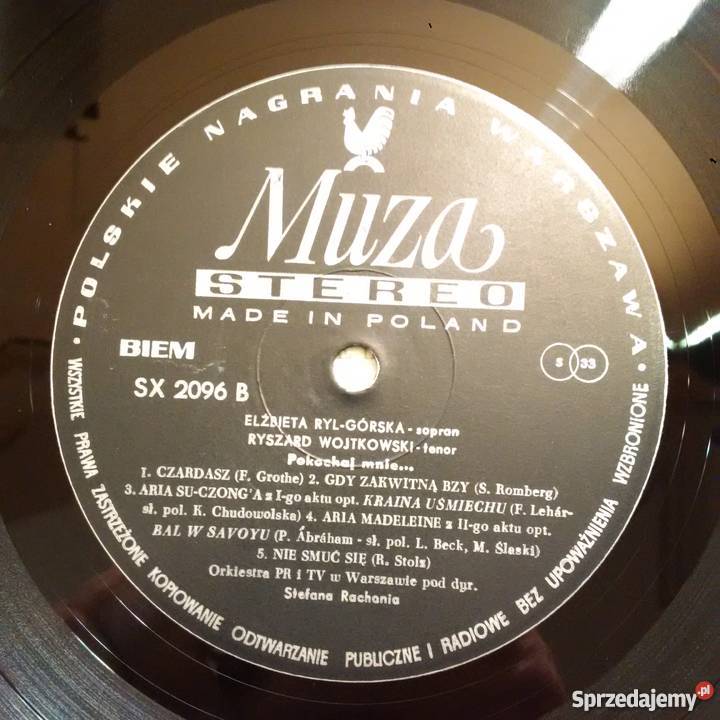 POLSKIE NAGRANIA WARSZAWA
Muza
STEREO
MADE IN POLAND
BIEM
S 33
SX 2096 B
ELŻBIETA RYL-GÓRSKA - sopran
RYSZARD WOJTKOWSKI - tenor
Pokochaj mnie...
1. CZARDASZ (F. Grothe) 2. GDY ZAKWITNĄ BZY (S. Romberg)
3. ARIA SU-CZONG'A z I-go aktu opt. KRAINA UŚMIECHU (F. Lehár-
sł. pol. K. Chudowolska) 4. ARIA MADELEINE z II-go aktu opt.
BAL W SAVOYU (P. Ábráham - sł. pol. L. Beck, M. Ślaski)
5. NIE SMUĆ SIĘ (R. Stolz)
Orkiestra PR i TV w Warszawie pod dyr.
Stefana Rachonia
WSZYSTKIE PRAWA ZASTRZEŻONE KOPIOWANIE ODTWARZANIE PUBLICZNE I RADIOWE BEZ UPOWAŻNIENIA WZBRONIONE
Sprzedajemy.pl